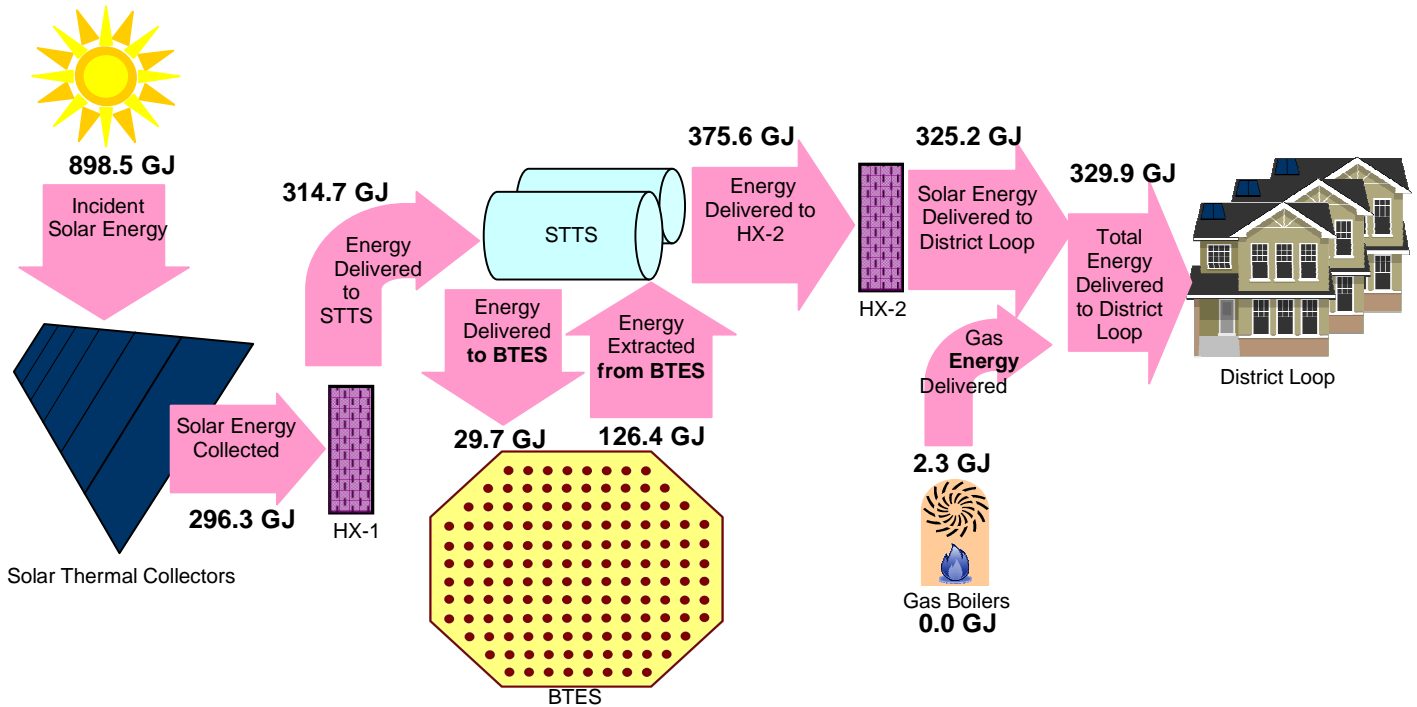 898.5 GJ
Incident
Solar Energy
314.7 GJ
Energy
Delivered
to
STTS
STTS
375.6 GJ
Energy
Delivered to
HX-2
325.2 GJ
Solar Energy
Delivered to
District Loop
329.9 GJ
Total
Energy
Delivered
to District
Loop
HX-2
Energy
Delivered
to BTES
Energy
Extracted
from BTES
Gas
Energy
Delivered
District Loop
Solar Energy
Collected
296.3 GJ
HX-1
29.7 GJ
126.4 GJ
2.3 GJ
Solar Thermal Collectors
Gas Boilers
0.0 GJ
BTES